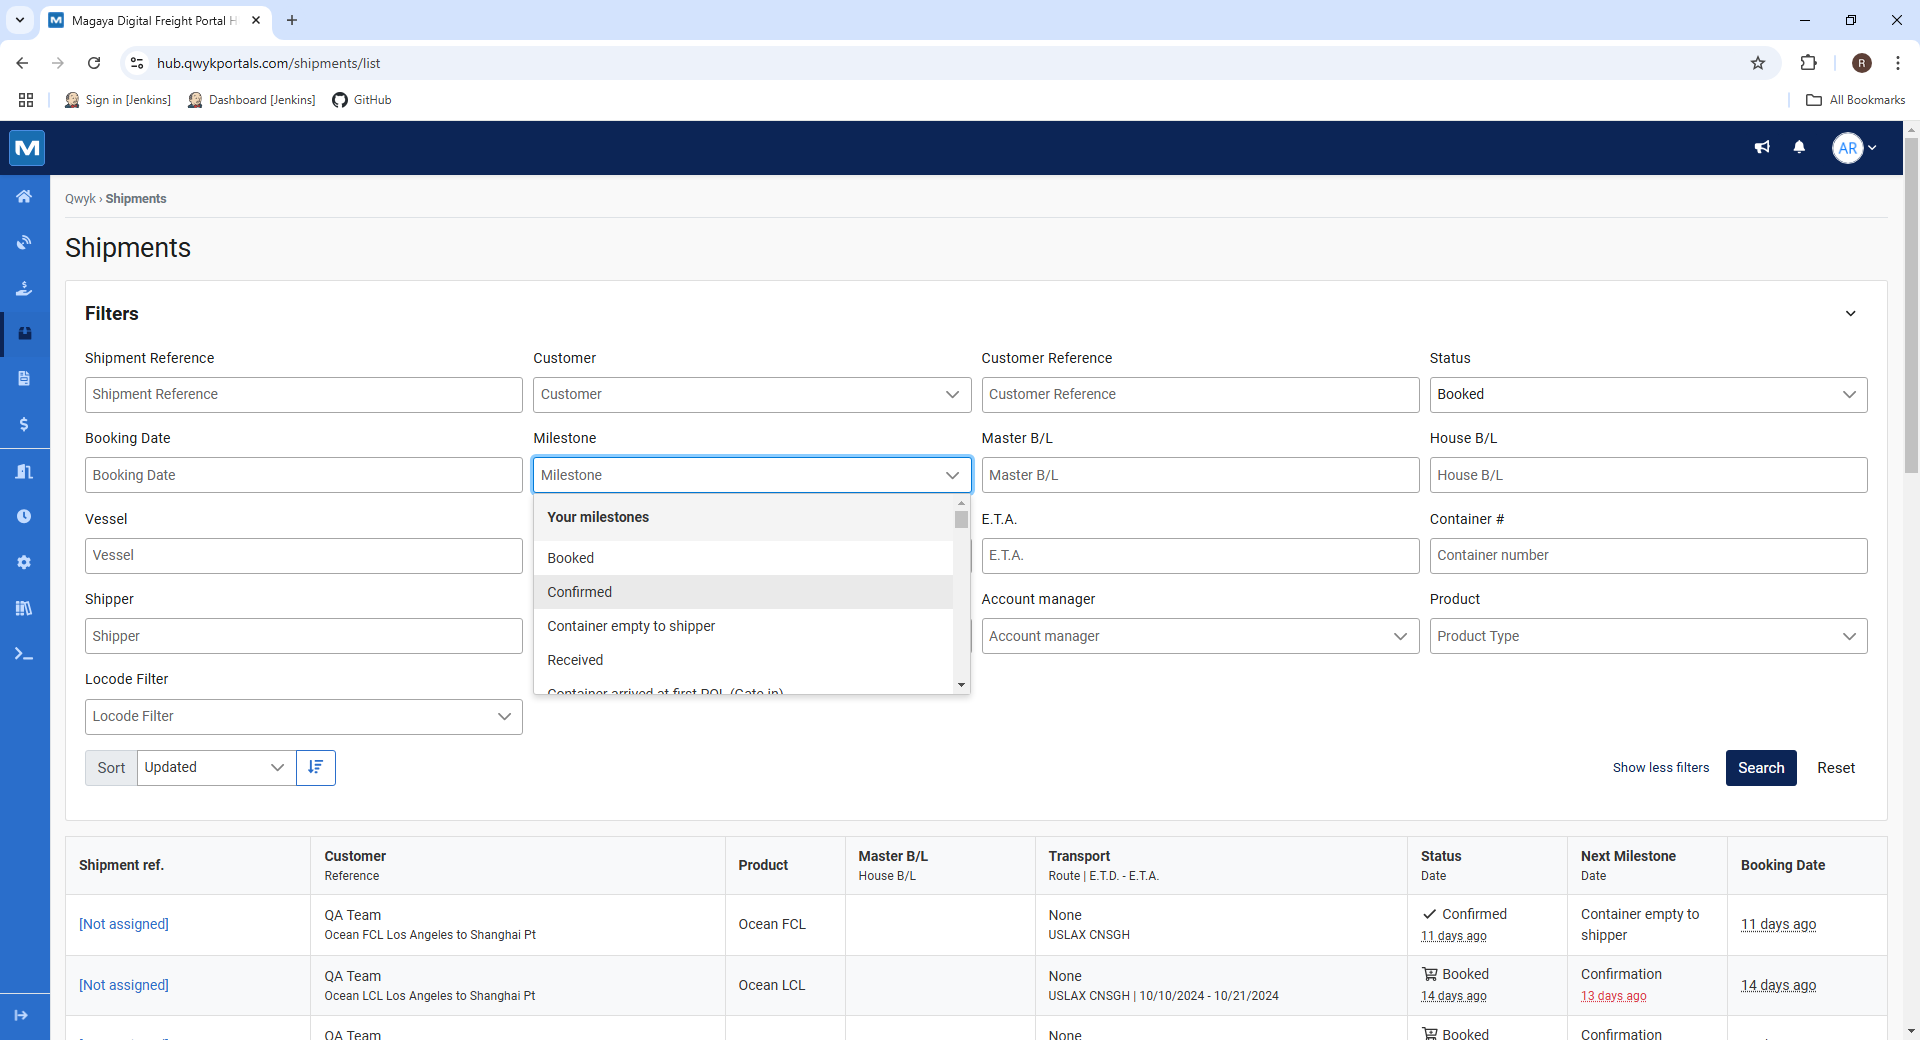 Magaya Digital Freight Portal H
hub.qwykportals.com/shipments/list
R
Sign in [Jenkins]
Dashboard [Jenkins]
GitHub
All Bookmarks
M
AR
Qwyk › Shipments
Shipments
Filters
Shipment Reference
Customer
Customer Reference
Status
Shipment Reference
Customer
Customer Reference
Booked
Booking Date
Milestone
Master B/L
House B/L
Booking Date
Milestone
Master B/L
House B/L
Vessel
Your milestones
E.T.A.
Container #
Vessel
Booked
E.T.A.
Container number
Shipper
Confirmed
Account manager
Product
Shipper
Container empty to shipper
Account manager
Product Type
Received
Locode Filter
Container arrived at first POL (Gate in)
Locode Filter
Sort
Updated
Show less filters
Search
Reset
Shipment ref.
Customer
Reference
Product
Master B/L
House B/L
Transport
Route | E.T.D. - E.T.A.
Status
Date
Next Milestone
Date
Booking Date
[Not assigned]
QA Team
Ocean FCL Los Angeles to Shanghai Pt
Ocean FCL
None
USLAX CNSGH
Confirmed
11 days ago
Container empty to
shipper
11 days ago
[Not assigned]
QA Team
Ocean LCL Los Angeles to Shanghai Pt
Ocean LCL
None
USLAX CNSGH | 10/10/2024 - 10/21/2024
Booked
14 days ago
Confirmation
13 days ago
14 days ago
QA Team
None
Booked
Confirmation